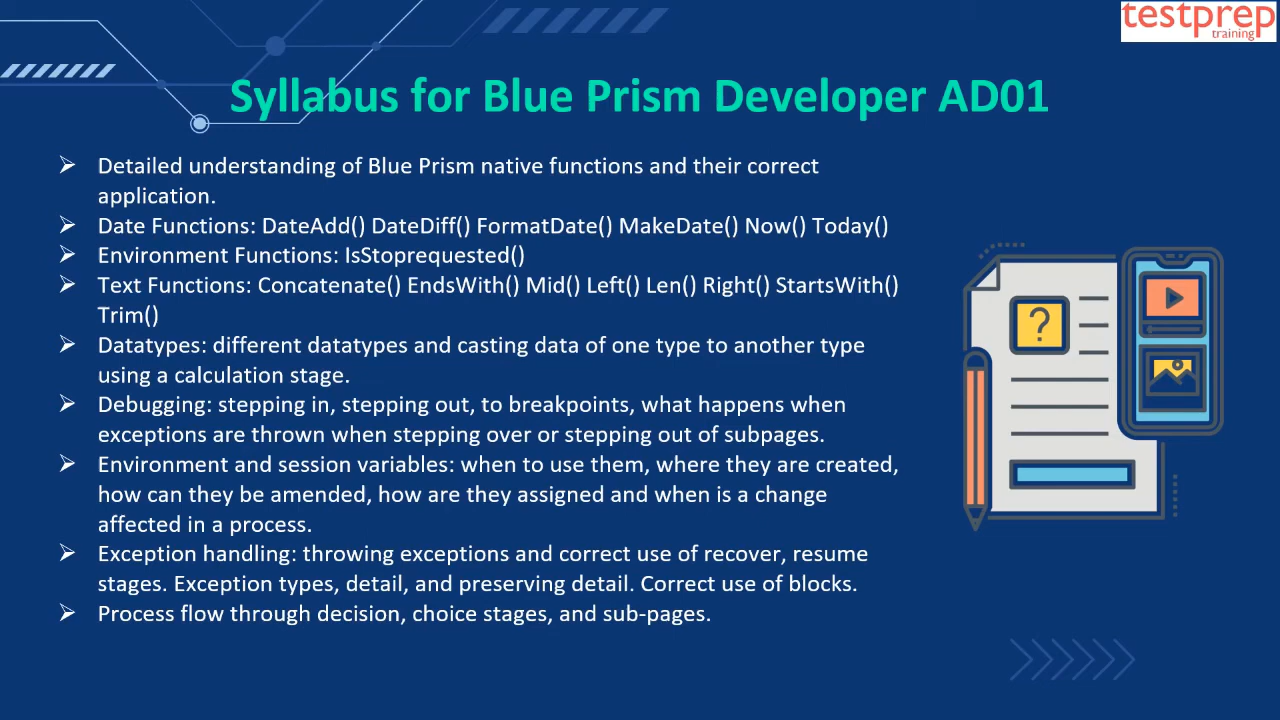 testprep
training
Syllabus for Blue Prism Developer AD01
➢ Detailed understanding of Blue Prism native functions and their correct
application.
➢ Date Functions: DateAdd() DateDiff() FormatDate() MakeDate() Now() Today()
➢ Environment Functions: IsStoprequested()
➢ Text Functions: Concatenate() EndsWith() Mid() Left() Len() Right() StartsWith()
Trim()
➢ Datatypes: different datatypes and casting data of one type to another type
using a calculation stage.
➢ Debugging: stepping in, stepping out, to breakpoints, what happens when
exceptions are thrown when stepping over or stepping out of subpages.
➢ Environment and session variables: when to use them, where they are created,
how can they be amended, how are they assigned and when is a change
affected in a process.
➢ Exception handling: throwing exceptions and correct use of recover, resume
stages. Exception types, detail, and preserving detail. Correct use of blocks.
➢ Process flow through decision, choice stages, and sub-pages.
?